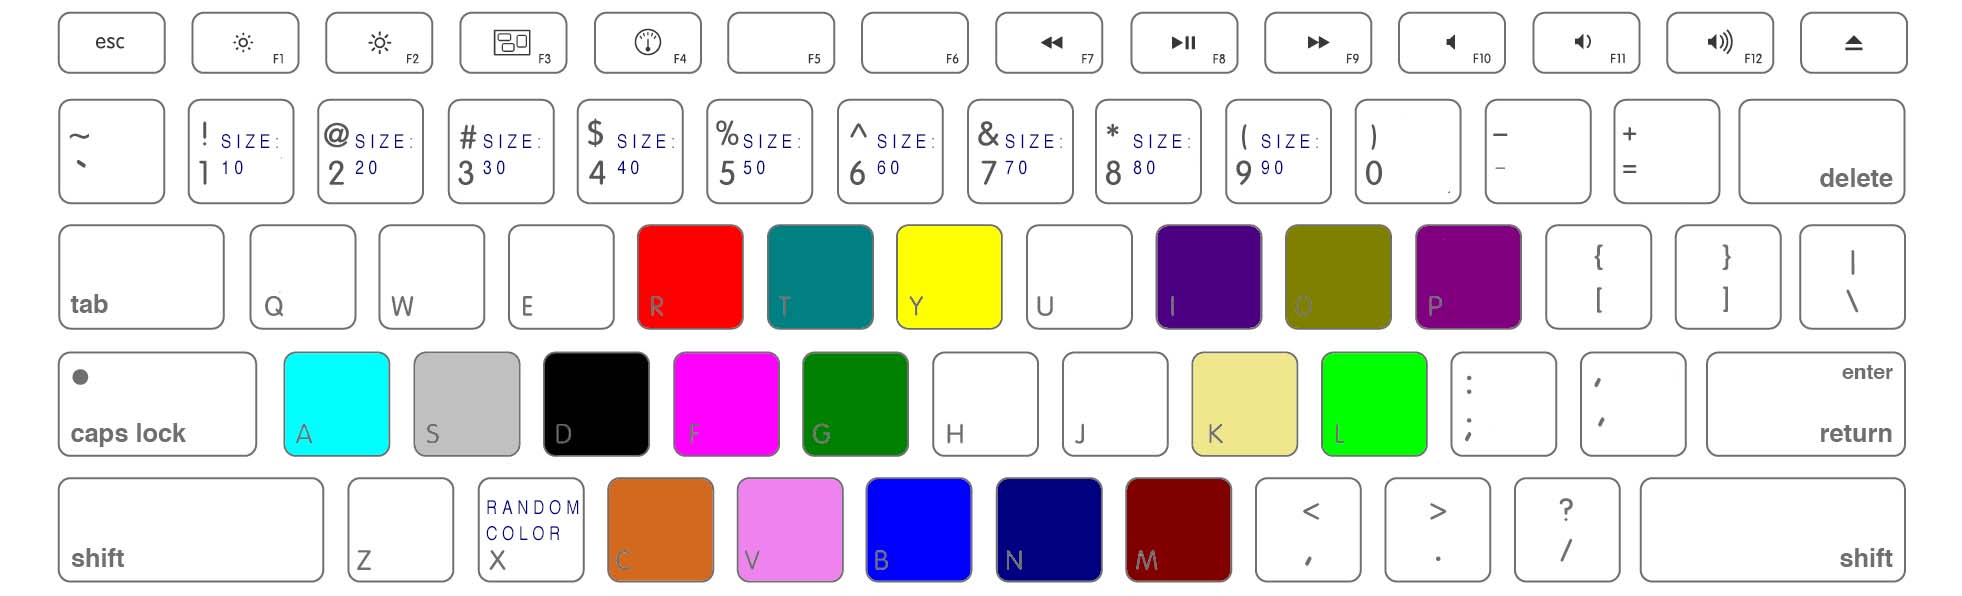 esc F1 F2 F3 F4 F5 F6 F7 F8 F9 F10 F11 F12
~ ! SIZE: @ SIZE: # SIZE: $ SIZE: % SIZE: ^ SIZE: & SIZE: * SIZE: ( SIZE: ) – +
` 1 10 2 20 3 30 4 40 5 50 6 60 7 70 8 80 9 90 0 - = delete
{ } |
tab Q W E R T Y U I O P [ ] \
: ' enter
caps lock A S D F G H J K L ; ' return
RANDOM < > ?
COLOR
shift Z X C V B N M , . / shift